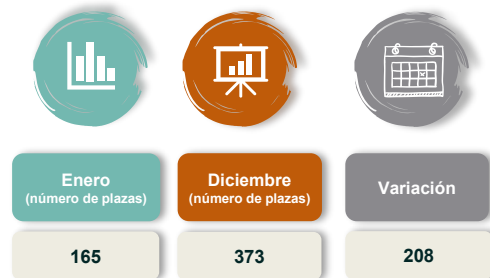 Enero
(número de plazas)
Diciembre
(número de plazas)
Variación
165
373
208